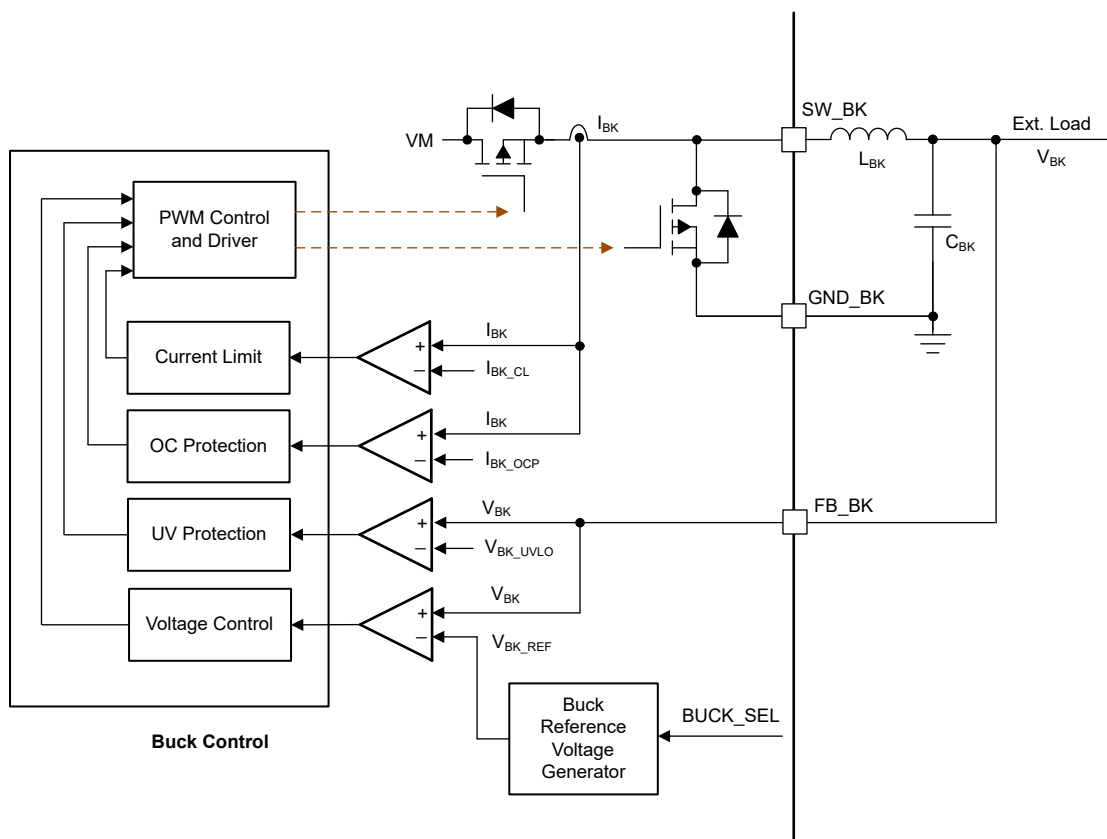 SW_BK
I_BK
Ext. Load
VM
L_BK
V_BK
PWM Control
and Driver
C_BK
GND_BK
I_BK
+
Current Limit
−
I_BK_CL
I_BK
+
OC Protection
−
I_BK_OCP
FB_BK
V_BK
+
UV Protection
−
V_BK_UVLO
V_BK
+
Voltage Control
−
V_BK_REF
Buck
Reference
Voltage
Generator
BUCK_SEL
Buck Control